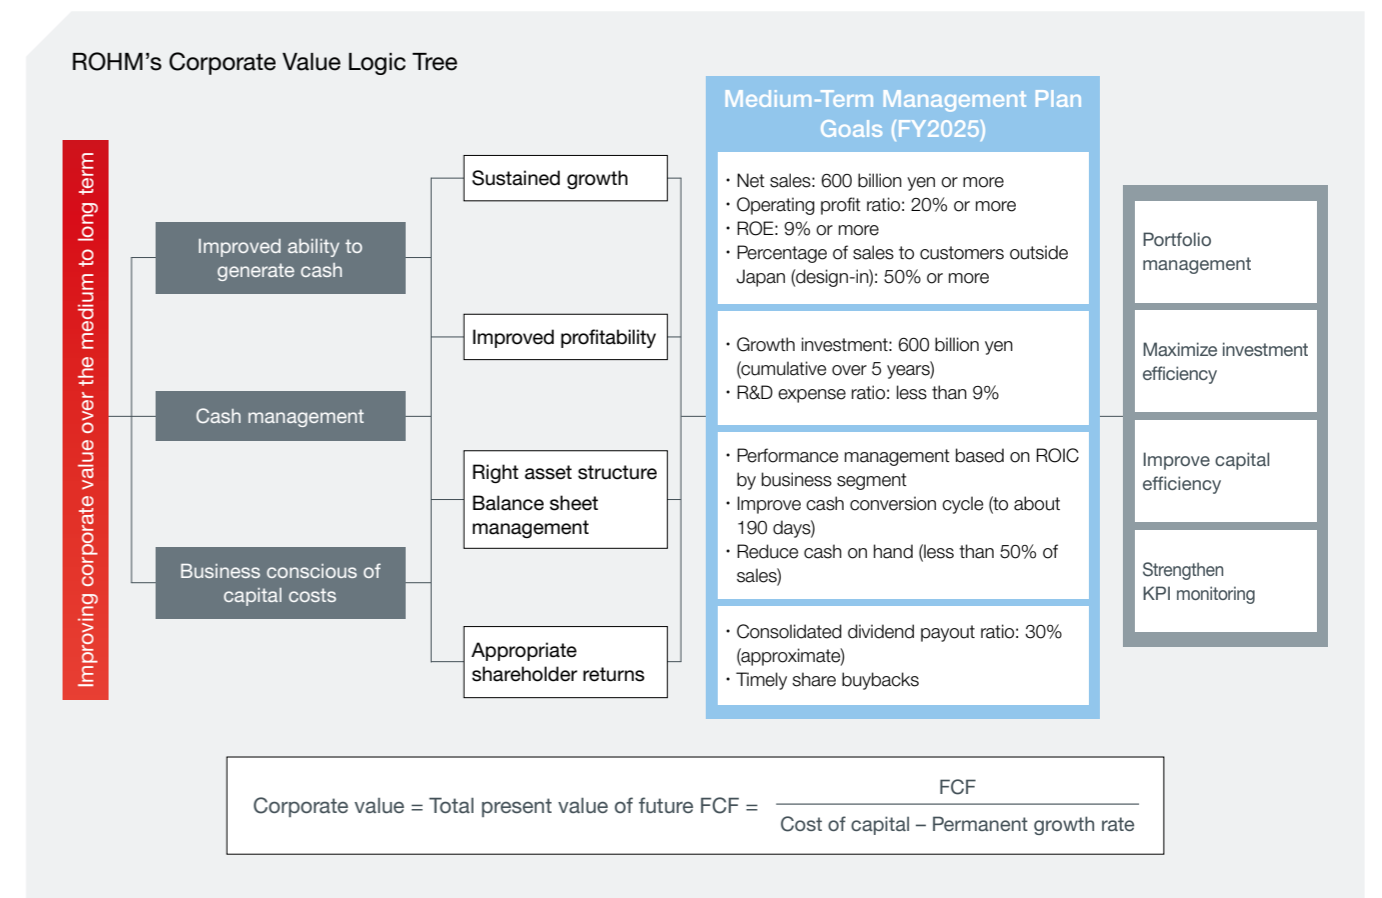 ROHM’s Corporate Value Logic Tree
Improving corporate value over the medium to long term
Improved ability to
generate cash
Cash management
Business conscious of
capital costs
Sustained growth
Improved profitability
Right asset structure
Balance sheet
management
Appropriate
shareholder returns
Medium-Term Management Plan
Goals (FY2025)
・Net sales: 600 billion yen or more
・Operating profit ratio: 20% or more
・ROE: 9% or more
・Percentage of sales to customers outside
Japan (design-in): 50% or more
・Growth investment: 600 billion yen
(cumulative over 5 years)
・R&D expense ratio: less than 9%
・Performance management based on ROIC
by business segment
・Improve cash conversion cycle (to about
190 days)
・Reduce cash on hand (less than 50% of
sales)
・Consolidated dividend payout ratio: 30%
(approximate)
・Timely share buybacks
Portfolio
management
Maximize investment
efficiency
Improve capital
efficiency
Strengthen
KPI monitoring
Corporate value = Total present value of future FCF =
FCF
Cost of capital – Permanent growth rate